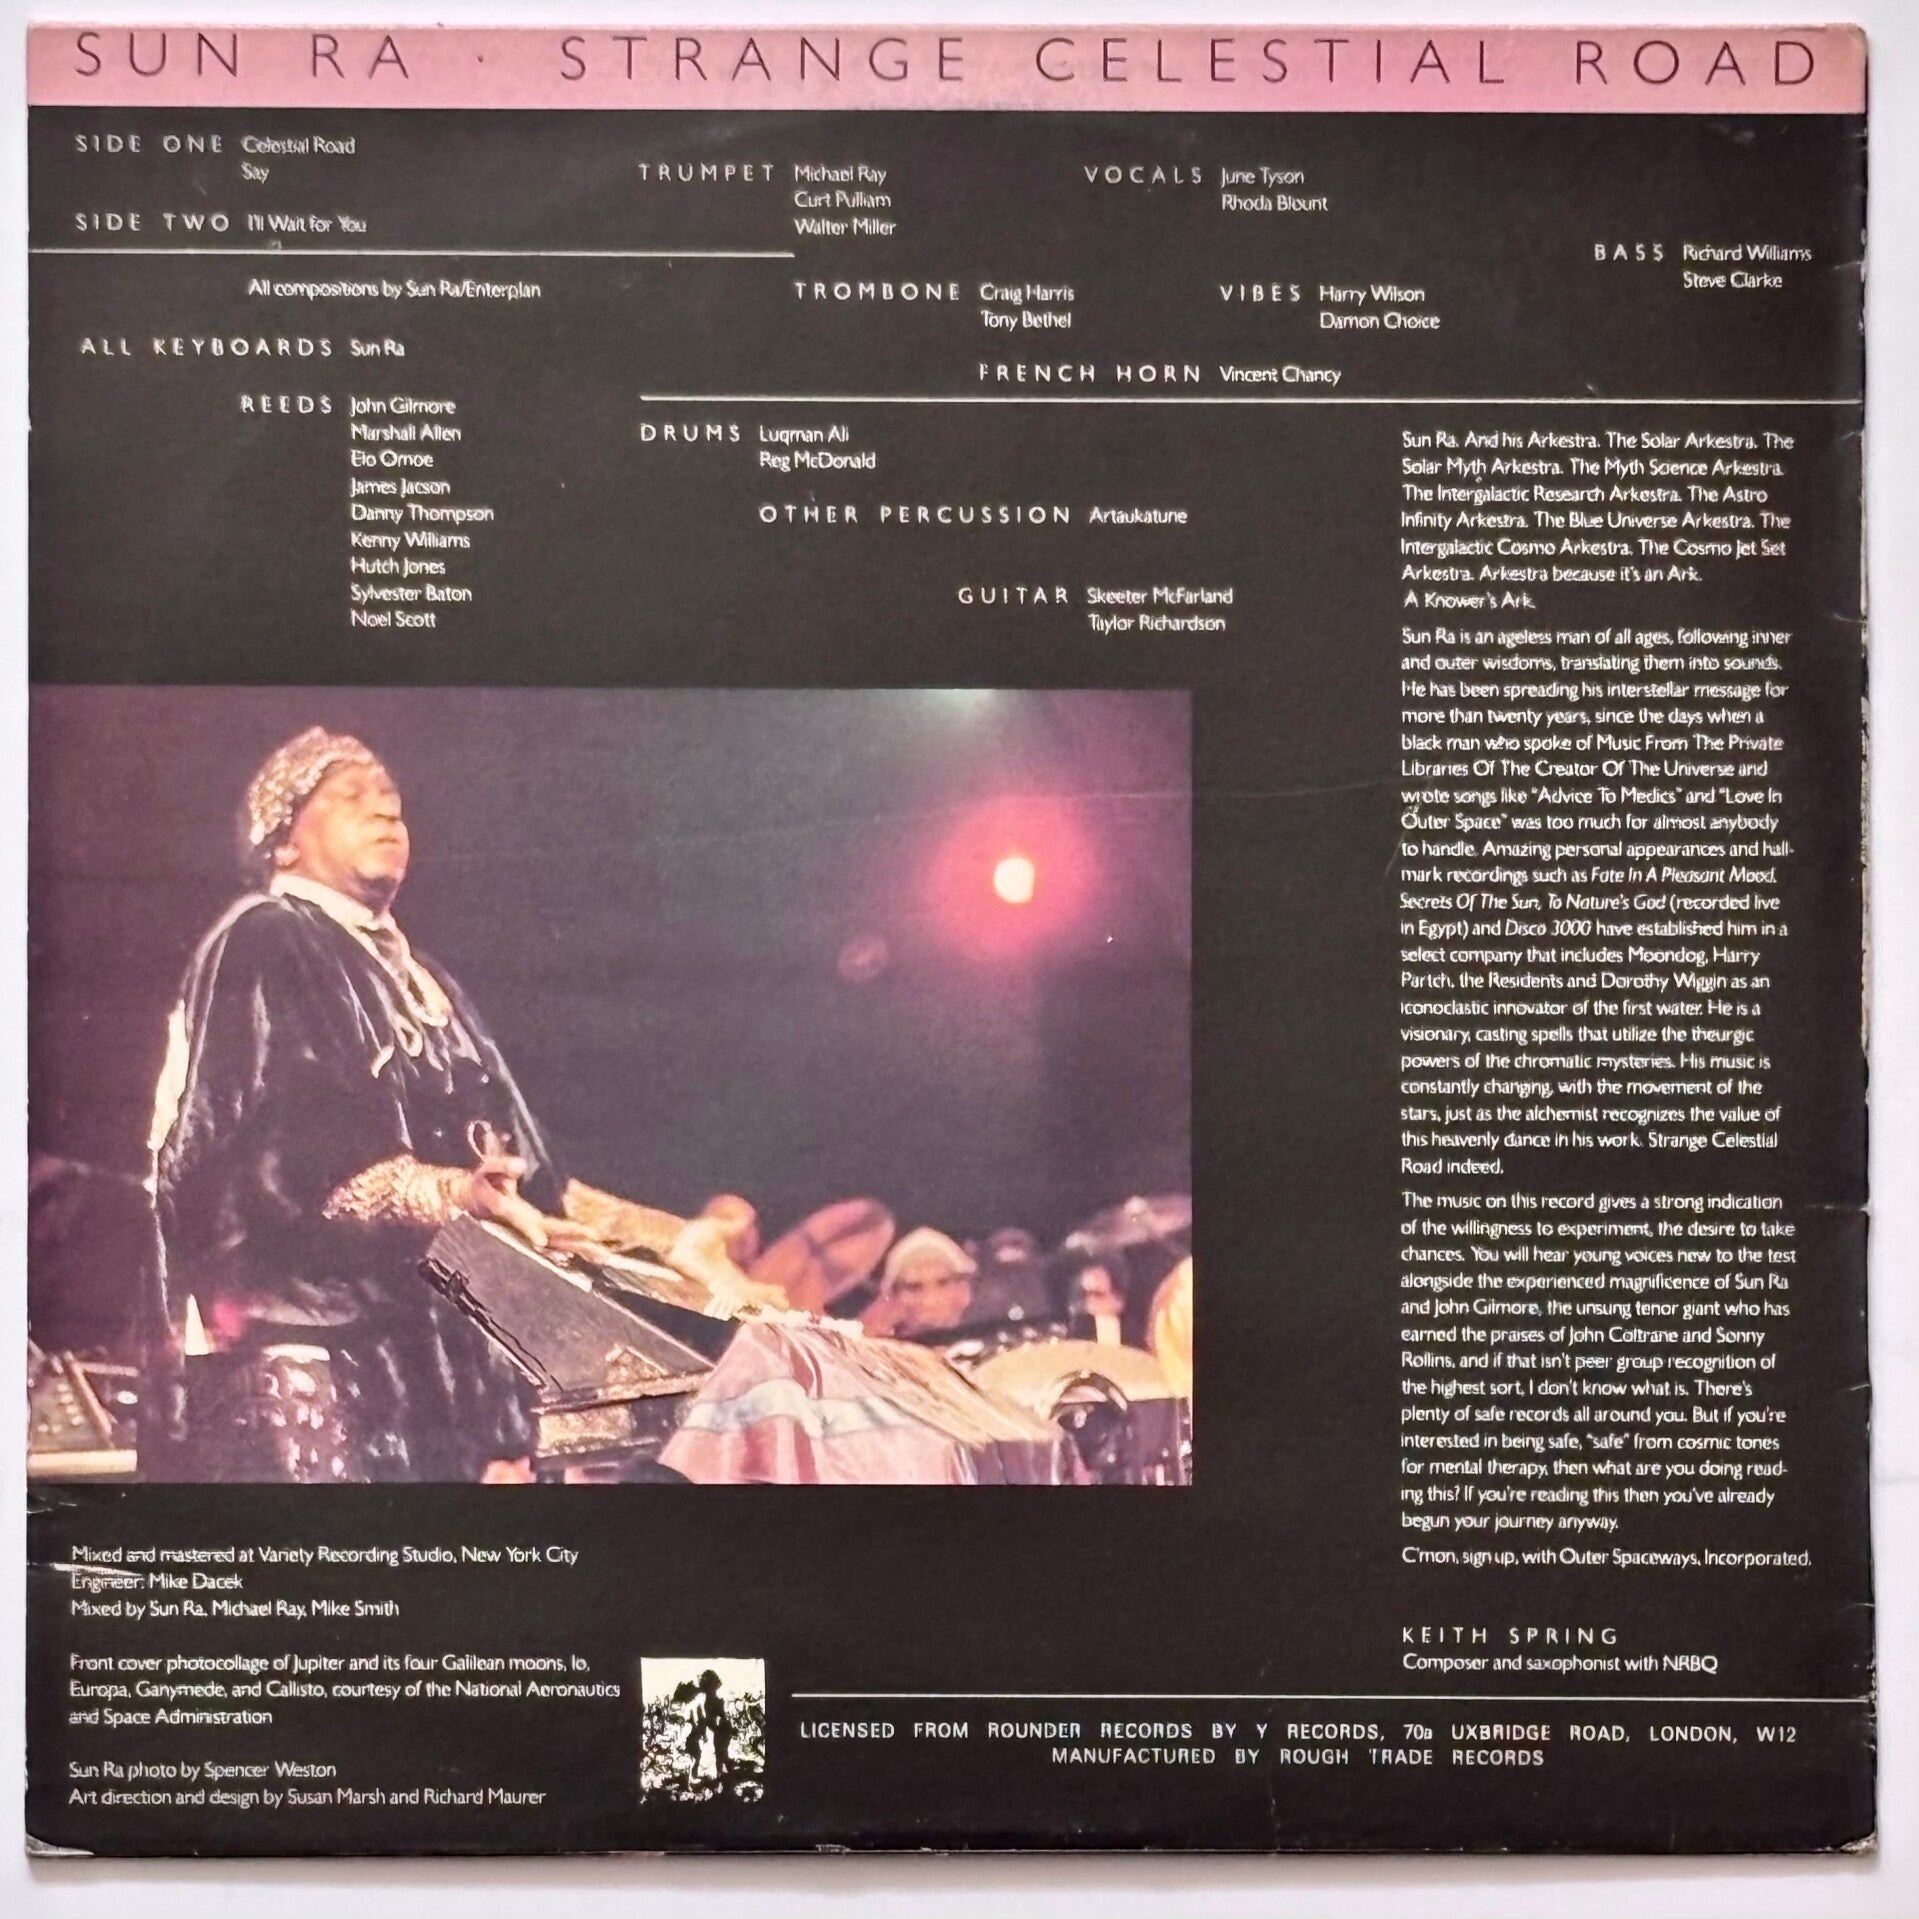 SUN RA · STRANGE CELESTIAL ROAD
SIDE ONE Celestial Road
Say
SIDE TWO I'll Wait for You
All compositions by Sun Ra/Enterplan
ALL KEYBOARDS Sun Ra
REEDS John Gilmore
Marshall Allen
Elo Omoe
James Jacson
Danny Thompson
Kenny Williams
Hutch Jones
Sylvester Baton
Noel Scott
TRUMPET Michael Ray
Curt Pulliam
Walter Miller
TROMBONE Craig Harris
Tony Bethel
VOCALS June Tyson
Rhoda Blount
VIBES Harry Wilson
Damon Choice
BASS Richard Williams
Steve Clarke
FRENCH HORN Vincent Chancy
DRUMS Luqman Ali
Reg McDonald
OTHER PERCUSSION Artaukatune
GUITAR Skeeter McFarland
Taylor Richardson
Sun Ra. And his Arkestra. The Solar Arkestra. The
Solar Myth Arkestra. The Myth Science Arkestra.
The Intergalactic Research Arkestra. The Astro
Infinity Arkestra. The Blue Universe Arkestra. The
Intergalactic Cosmo Arkestra. The Cosmo Jet Set
Arkestra. Arkestra because it's an Ark.
A Knower's Ark.
Sun Ra is an ageless man of all ages, following inner
and outer wisdoms, translating them into sounds.
He has been spreading his interstellar message for
more than twenty years, since the days when a
black man who spoke of Music From The Private
Libraries Of The Creator Of The Universe and
wrote songs like "Advice To Medics" and "Love In
Outer Space" was too much for almost anybody
to handle. Amazing personal appearances and hall-
mark recordings such as Fate In A Pleasant Mood,
Secrets Of The Sun, To Nature's God (recorded live
in Egypt) and Disco 3000 have established him in a
select company that includes Moondog, Harry
Partch, the Residents and Dorothy Wiggin as an
iconoclastic innovator of the first water. He is a
visionary, casting spells that utilize the theurgic
powers of the chromatic mysteries. His music is
constantly changing, with the movement of the
stars, just as the alchemist recognizes the value of
this heavenly dance in his work. Strange Celestial
Road indeed.
The music on this record gives a strong indication
of the willingness to experiment, the desire to take
chances. You will hear young voices new to the test
alongside the experienced magnificence of Sun Ra
and John Gilmore, the unsung tenor giant who has
earned the praises of John Coltrane and Sonny
Rollins, and if that isn't peer group recognition of
the highest sort, I don't know what is. There's
plenty of safe records all around you. But if you're
interested in being safe, "safe" from cosmic tones
for mental therapy, then what are you doing read-
ing this? If you're reading this then you've already
begun your journey anyway.
C'mon, sign up, with Outer Spaceways, Incorporated.
KEITH SPRING
Composer and saxophonist with NRBQ
Mixed and mastered at Variety Recording Studio, New York City
Engineer: Mike Dacek
Mixed by Sun Ra, Michael Ray, Mike Smith
Front cover photocollage of Jupiter and its four Galilean moons, Io,
Europa, Ganymede, and Callisto, courtesy of the National Aeronautics
and Space Administration
Sun Ra photo by Spencer Weston
Art direction and design by Susan Marsh and Richard Maurer
LICENSED FROM ROUNDER RECORDS BY Y RECORDS, 70a UXBRIDGE ROAD, LONDON, W12
MANUFACTURED BY ROUGH TRADE RECORDS